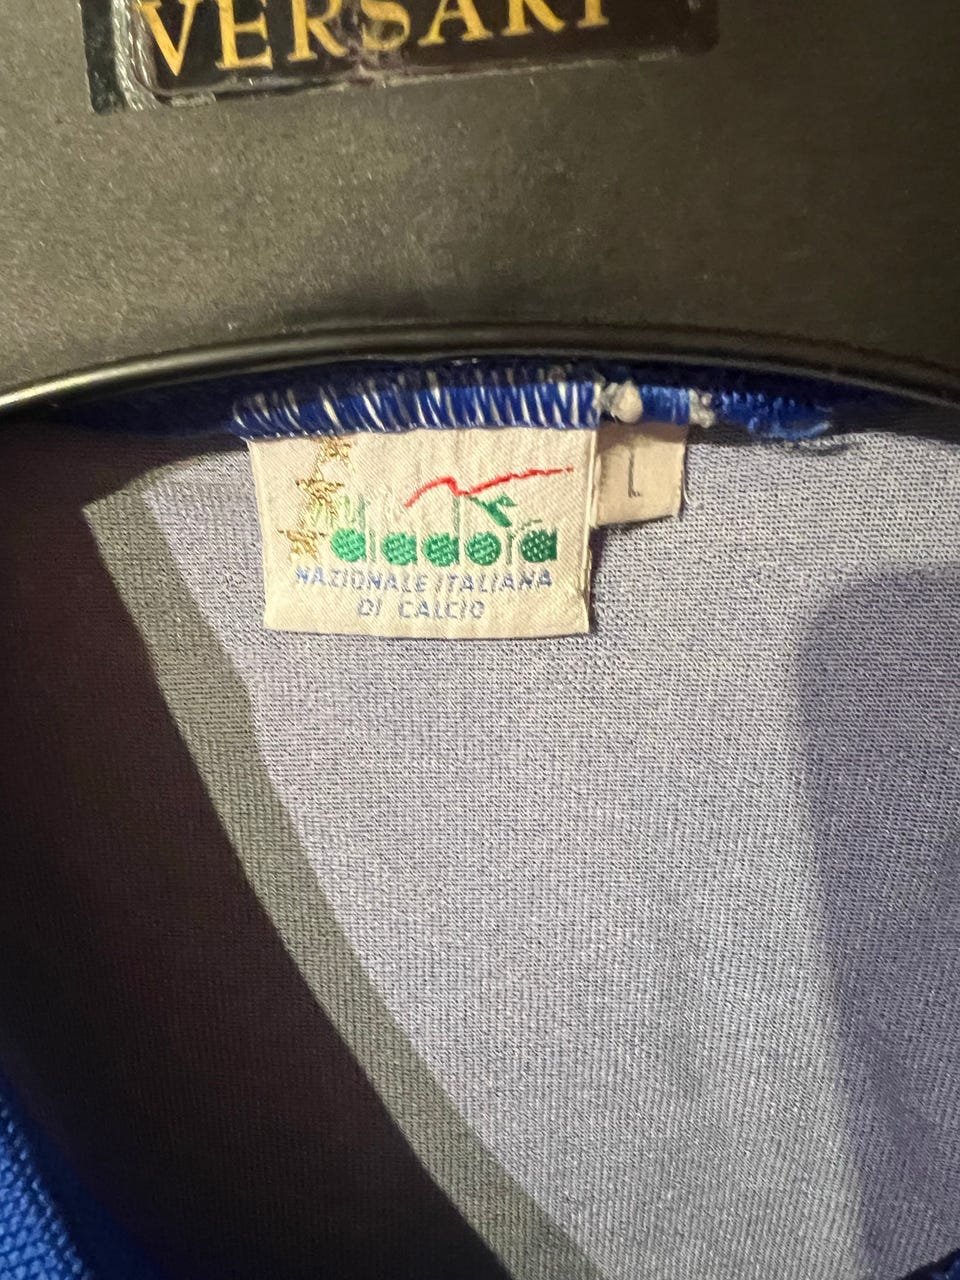 VERSARI
diadora
L
NAZIONALE ITALIANA
DI CALCIO